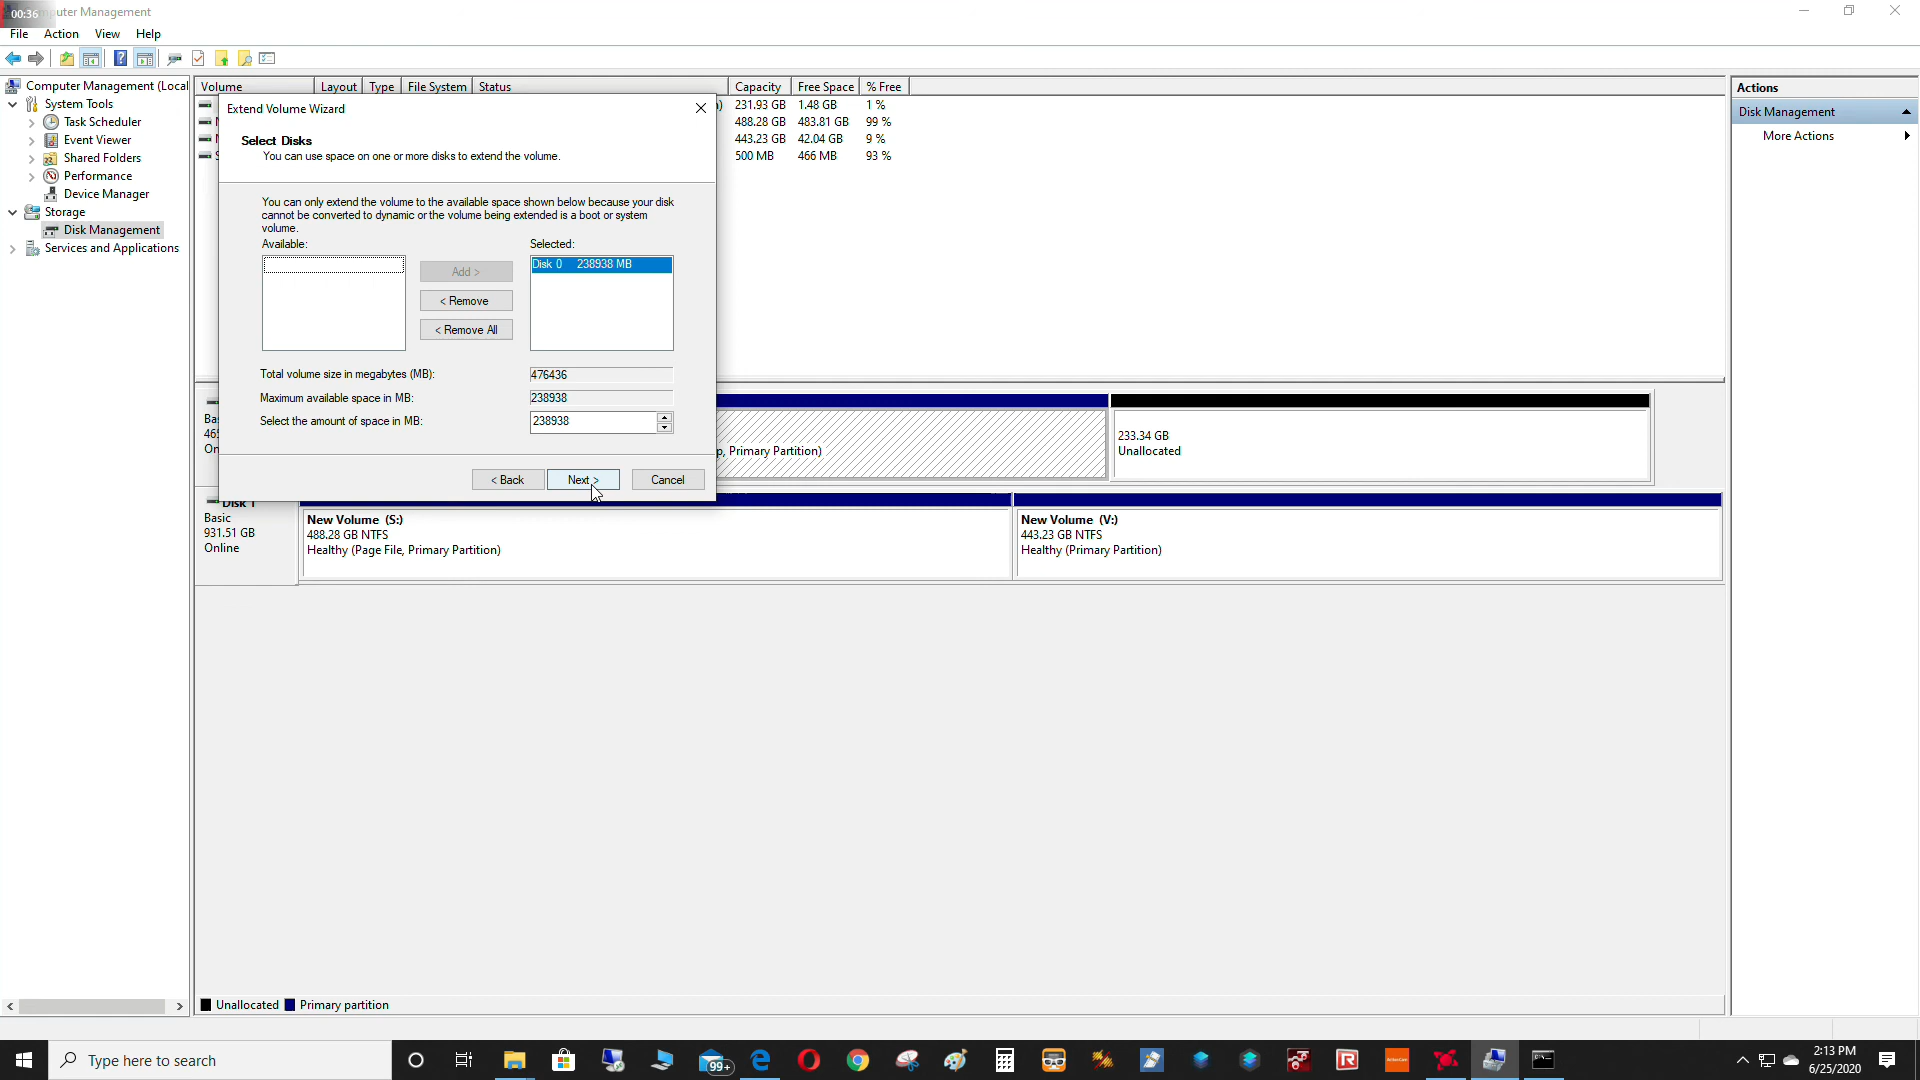 00:36 puter Management
File Action View Help
Computer Management (Local
System Tools
Task Scheduler
Event Viewer
Shared Folders
Performance
Device Manager
Storage
Disk Management
Services and Applications
Volume Layout Type File System Status Capacity Free Space % Free
) 231.93 GB 1.48 GB 1 %
488.28 GB 483.81 GB 99 %
443.23 GB 42.04 GB 9 %
500 MB 466 MB 93 %
Extend Volume Wizard
Select Disks
You can use space on one or more disks to extend the volume.
You can only extend the volume to the available space shown below because your disk
cannot be converted to dynamic or the volume being extended is a boot or system
volume.
Available: Selected:
Disk 0 238938 MB
Add >
< Remove
< Remove All
Total volume size in megabytes (MB): 476436
Maximum available space in MB: 238938
Select the amount of space in MB: 238938
< Back Next > Cancel
Ba
465
On
p, Primary Partition)
233.34 GB
Unallocated
Disk 1
Basic
931.51 GB
Online
New Volume (S:)
488.28 GB NTFS
Healthy (Page File, Primary Partition)
New Volume (V:)
443.23 GB NTFS
Healthy (Primary Partition)
Unallocated Primary partition
Actions
Disk Management
More Actions
Type here to search
99+
2:13 PM
6/25/2020